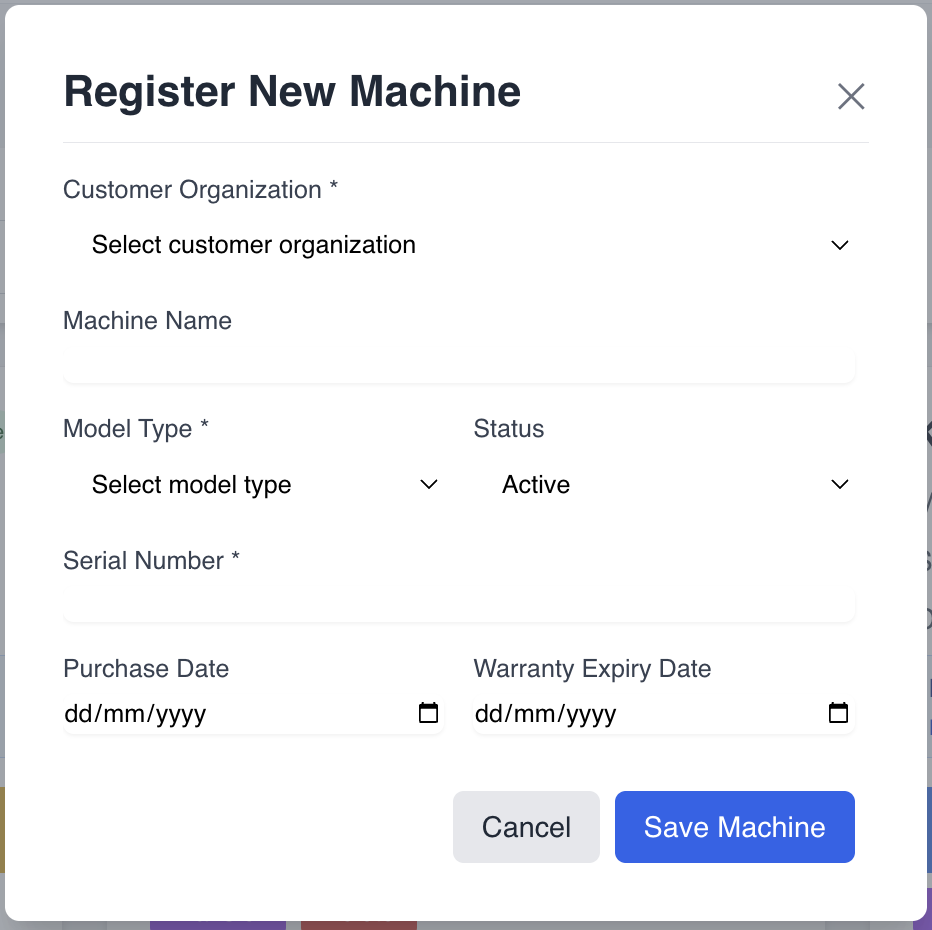 Register New Machine
Customer Organization *
Select customer organization
Machine Name
Model Type * Status
Select model type Active
Serial Number *
Purchase Date Warranty Expiry Date
dd/mm/yyyy dd/mm/yyyy
Cancel Save Machine